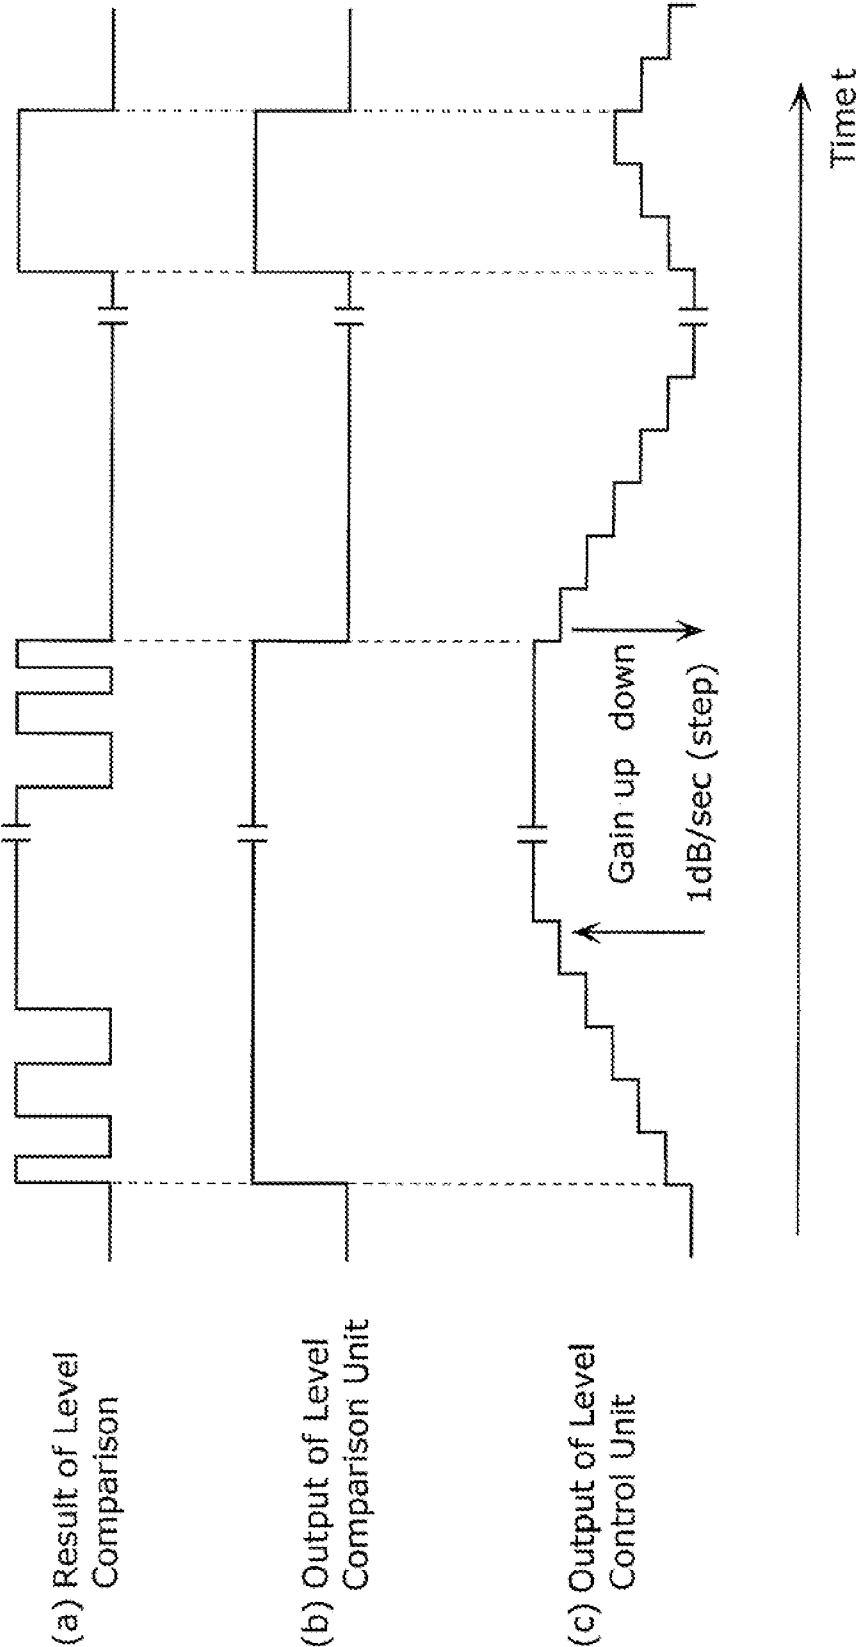 (a) Result of Level
Comparison
(b) Output of Level
Comparison Unit
(c) Output of Level
Control Unit
Gain up down
1dB/sec (step)
Time t